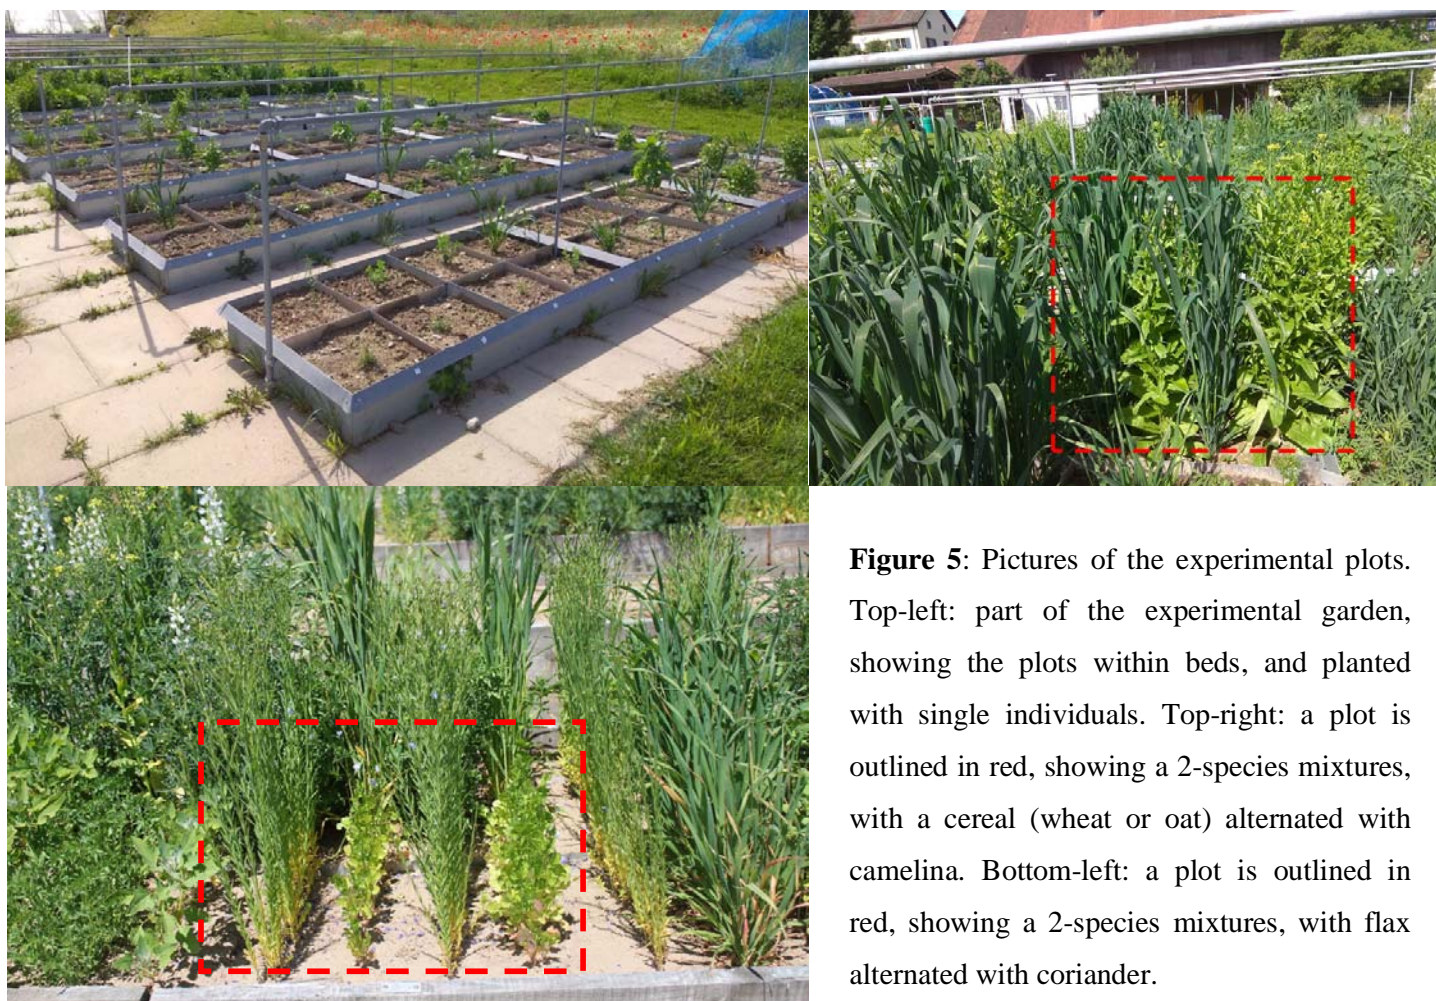 Figure 5: Pictures of the experimental plots.
Top-left: part of the experimental garden,
showing the plots within beds, and planted
with single individuals. Top-right: a plot is
outlined in red, showing a 2-species mixtures,
with a cereal (wheat or oat) alternated with
camelina. Bottom-left: a plot is outlined in
red, showing a 2-species mixtures, with flax
alternated with coriander.